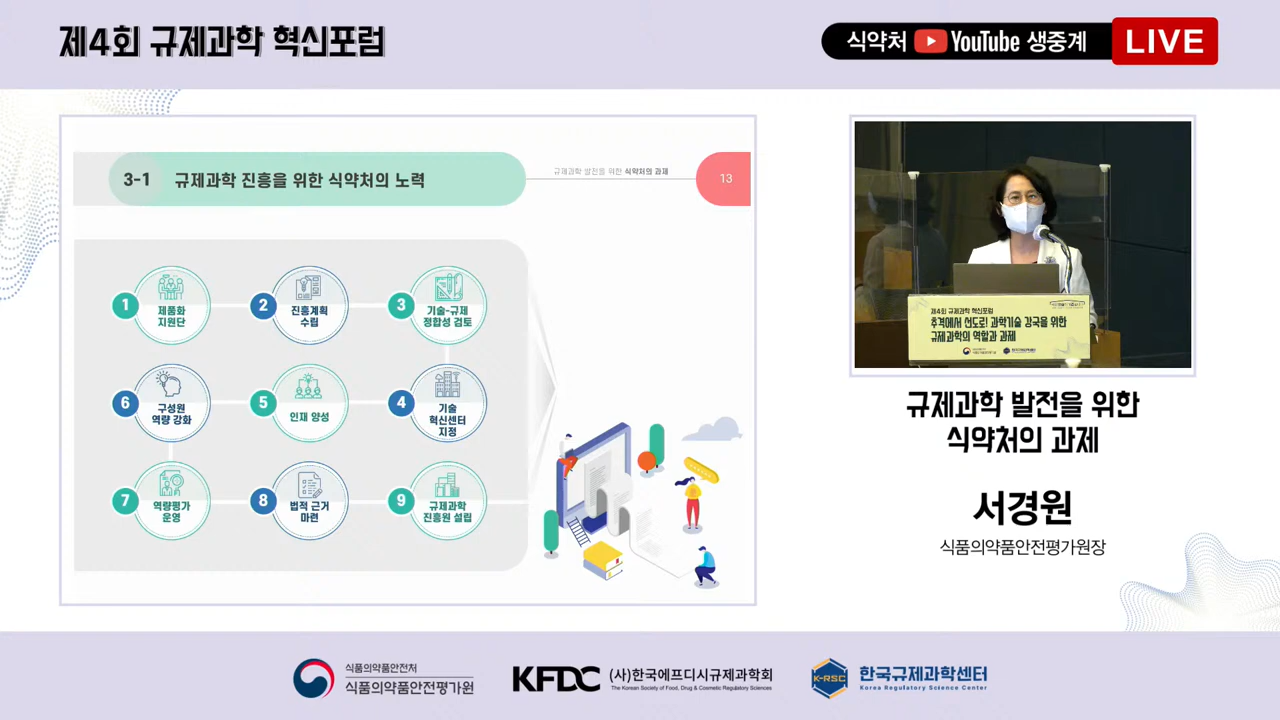 제4회 규제과학 혁신포럼
식약처 YouTube 생중계 LIVE
3-1 규제과학 진흥을 위한 식약처의 노력
규제과학 발전을 위한 식약처의 과제
13
1 제품화
지원단
2 진흥계획
수립
3 기술-규제
정합성 검토
6 구성원
역량 강화
5 인재 양성
4 기술
혁신센터
지정
7 역량평가
운영
8 법적 근거
마련
9 규제과학
진흥원 설립
제4회 규제과학 혁신포럼
추격에서 선도로! 과학기술 강국을 위한
규제과학의 역할과 과제
규제과학 발전을 위한
식약처의 과제
서경원
식품의약품안전평가원장
식품의약품안전처
식품의약품안전평가원
KFDC (사)한국에프디시규제과학회
The Korean Society of Food, Drug & Cosmetic Regulatory Sciences
K-RSC 한국규제과학센터
Korea Regulatory Science Center